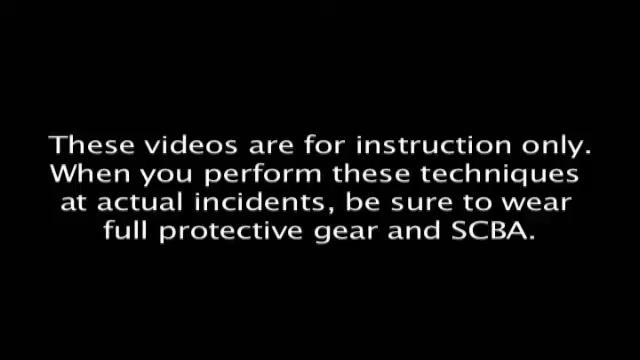 These videos are for instruction only.
When you perform these techniques
at actual incidents, be sure to wear
full protective gear and SCBA.